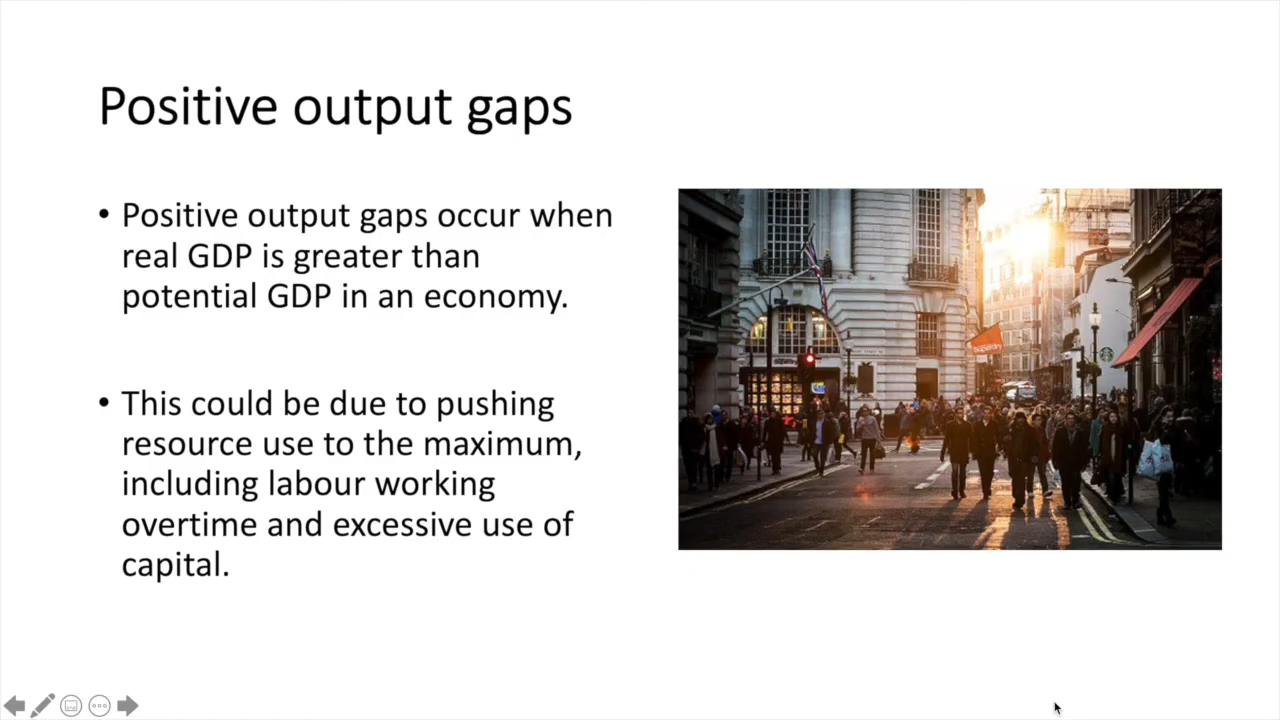 Positive output gaps
• Positive output gaps occur when
real GDP is greater than
potential GDP in an economy.
• This could be due to pushing
resource use to the maximum,
including labour working
overtime and excessive use of
capital.